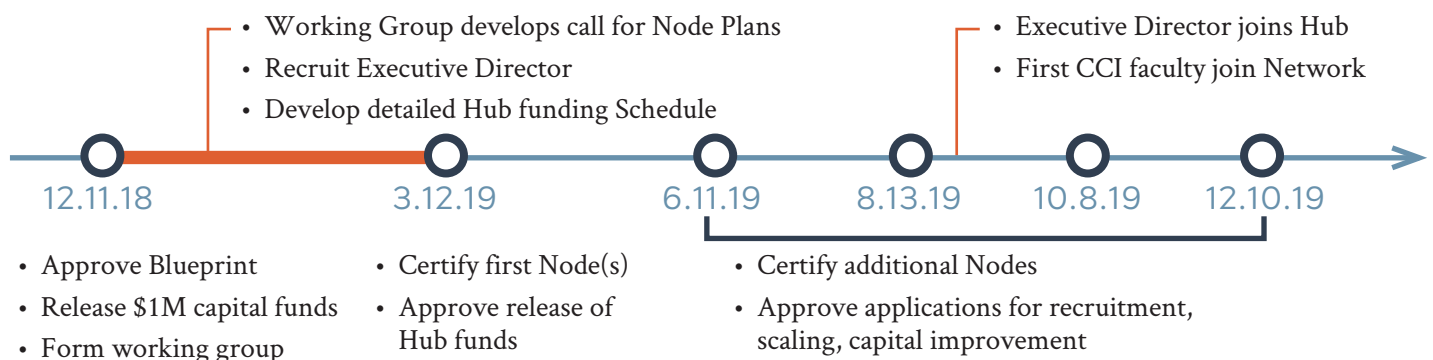 • Working Group develops call for Node Plans
• Recruit Executive Director
• Develop detailed Hub funding Schedule
• Executive Director joins Hub
• First CCI faculty join Network
12.11.18
3.12.19
6.11.19
8.13.19
10.8.19
12.10.19
• Approve Blueprint
• Release $1M capital funds
• Form working group
• Certify first Node(s)
• Approve release of
Hub funds
• Certify additional Nodes
• Approve applications for recruitment,
scaling, capital improvement